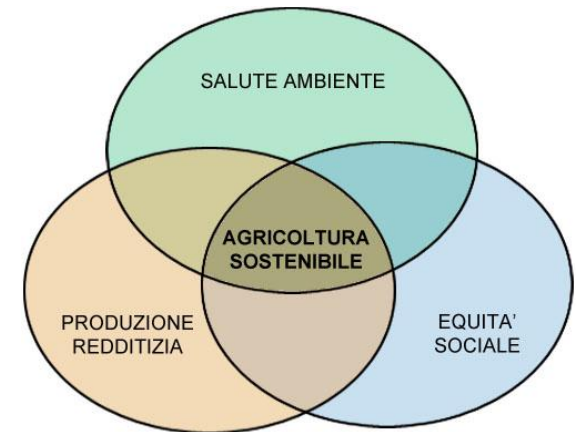 SALUTE AMBIENTE
AGRICOLTURA
SOSTENIBILE
PRODUZIONE
REDDITIZIA
EQUITA'
SOCIALE